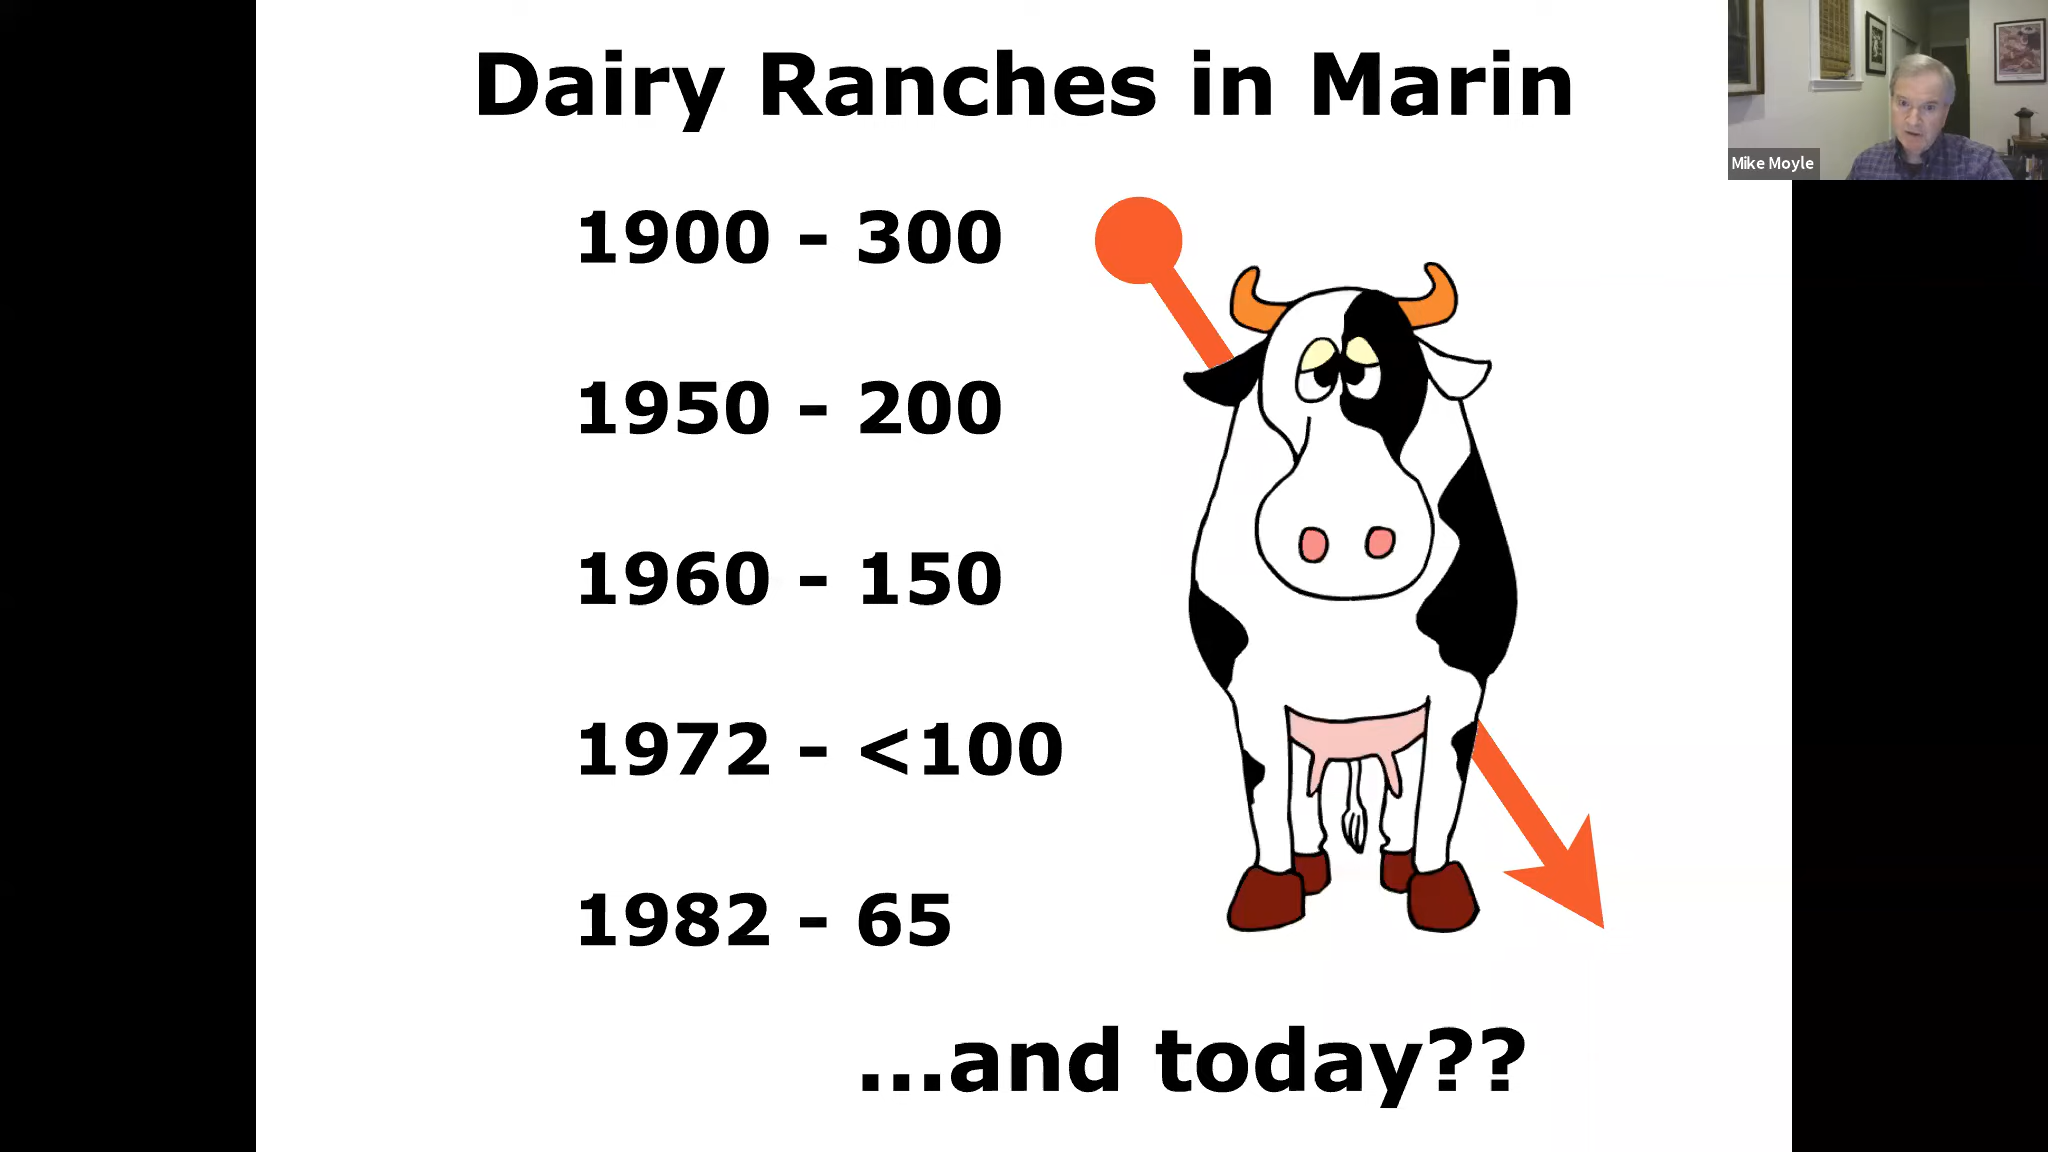 Dairy Ranches in Marin
Mike Moyle
1900 - 300
1950 - 200
1960 - 150
1972 - <100
1982 - 65
...and today??